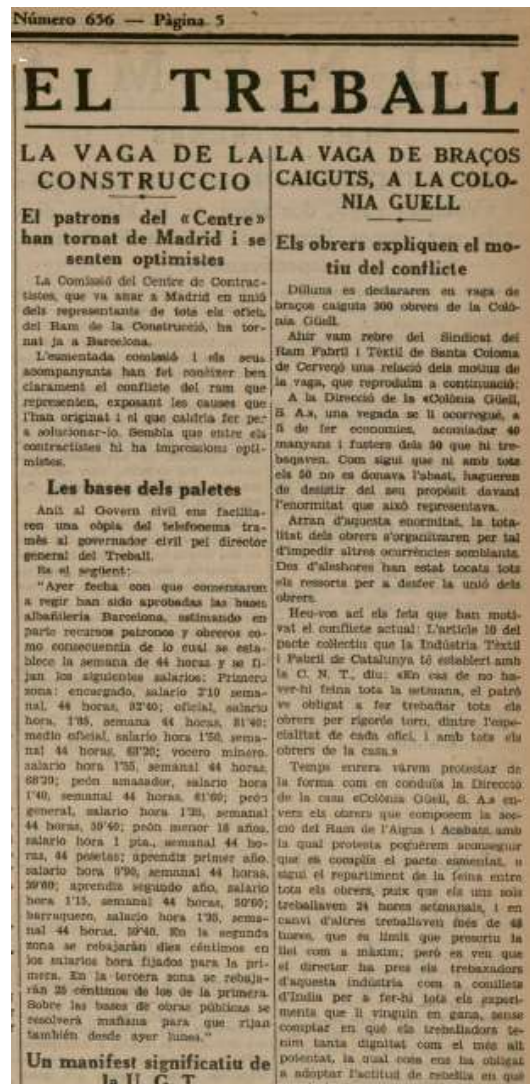 Número 656 — Pàgina 5
EL TREBALL
LA VAGA DE LA
CONSTRUCCIO
El patrons del «Centre»
han tornat de Madrid i se
senten optimistes
La Comissió del Centre de Contrac-
tistes, que va anar a Madrid en unió
dels representants de tots els oficis
del Ram de la Construcció, ha tor-
nat ja a Barcelona.
L'esmentada comissió i els seus
acompanyants han fet conèixer ben
clarament el conflicte del ram que
representen, exposant les causes que
l'han originat i el que caldria fer per
a solucionar-lo. Sembla que entre els
contractistes hi ha impressions opti-
mistes.
Les bases dels paletes
Anit al Govern civil ens facilita-
ren una còpia del telefonema tra-
mès al governador civil pel director
general del Treball.
Es el següent:
"Ayer fecha con que comenzaron
a regir han sido aprobadas las bases
albañilería Barcelona, estimando en
parte recursos patronos y obreros co-
mo consecuencia de lo cual se esta-
blece la semana de 44 horas y se fi-
jan los siguientes salarios: Primera
zona: encargado, salario 2'10 sema-
nal, 44 horas, 92'40; oficial, salario
hora, 1'85, semana 44 horas, 81'40;
medio oficial, salario hora 1'50, sema-
nal 44 horas, vocero minero,
salario hora 1'55, semanal 44 horas,
68'20; peón amasador, salario hora
1'40, semanal 44 horas, 61'60; peón
general, salario hora 1'35, semanal
44 horas, 59'40; peón menor 18 años,
salario hora 1 pta., semanal 44 ho-
ras, 44 pesetas; aprendiz primer año,
salario hora 0'90, semanal 44 horas,
39'60; aprendiz segundo año, salario
hora 1'15, semanal 44 horas, 50'60;
barraquero, salario hora 1'35, sema-
nal 44 horas, 59'40. En la segunda
zona se rebajarán diez céntimos en
los salarios hora fijados para la pri-
mera. En la tercera zona se rebaja-
rán 25 céntimos de los de la primera.
Sobre las bases de obras públicas se
resolverá mañana para que rijan
también desde ayer lunes."
Un manifest significatiu de
la U. G. T.
LA VAGA DE BRAÇOS
CAIGUTS, A LA COLO-
NIA GUELL
Els obrers expliquen el mo-
tiu del conflicte
Dilluns es declararen en vaga de
braços caiguts 300 obrers de la Colò-
nia Güell.
Ahir vam rebre del Sindicat del
Ram Fabril i Tèxtil de Santa Coloma
de Cervegò una relació dels motius de
la vaga, que reproduïm a continuació:
A la Direcció de la «Colònia Güell,
S. A.», una vegada se li ocorregué, a
fi de fer economies, acomiadar 40
manyans i fusters dels 50 que hi tre-
baqaven. Com sigui que ni amb tots
els 50 no es donava l'abast, hagueren
de desistir del seu propòsit davant
l'enormitat que això representava.
Arran d'aquesta enormitat, la tota-
litat dels obrers s'organitzaren per tal
d'impedir altres ocurrències semblants.
Des d'aleshores han estat tocats tots
els ressorts per a desfer la unió dels
obrers.
Heu-vos ací els fets que han moti-
vat el conflicte actual: L'article 10 del
pacte collectiu que la Indústria Tèxtil
i Fabril de Catalunya té establert amb
la C. N. T., diu: «En cas de no ha-
ver-hi feina tota la setmana, el patró
ve obligat a fer treballar tots els
obrers per rigorós torn, dintre l'espe-
cialitat de cada ofici, i amb tots els
obrers de la casa.»
Temps enrera vàrem protestar de
la forma com es conduïa la Direcció
de la casa «Colònia Güell, S. A.» en-
vers els obrers que composem la sec-
ció del Ram de l'Aigua i Acabats amb
la qual protesta poguérem aconseguir
que es complís el pacte esmentat, o
sigui el repartiment de la feina entre
tots els obrers, puix que els uns sols
treballaven 24 hores setmanals, i en
canvi d'altres treballaven més de 48
hores, que és límit que prescriu la
llei com a màxim; però es veu que
el director ha pres els trebaxadors
d'aquesta indústria com a conillets
d'India per a fer-hi tots els experi-
ments que li vinguin en gana, sense
comptar en què els treballadors te-
nim tanta dignitat com el més alt
potentat, la qual cosa ens ha obligat
a adoptar l'actitud de rebellia en què